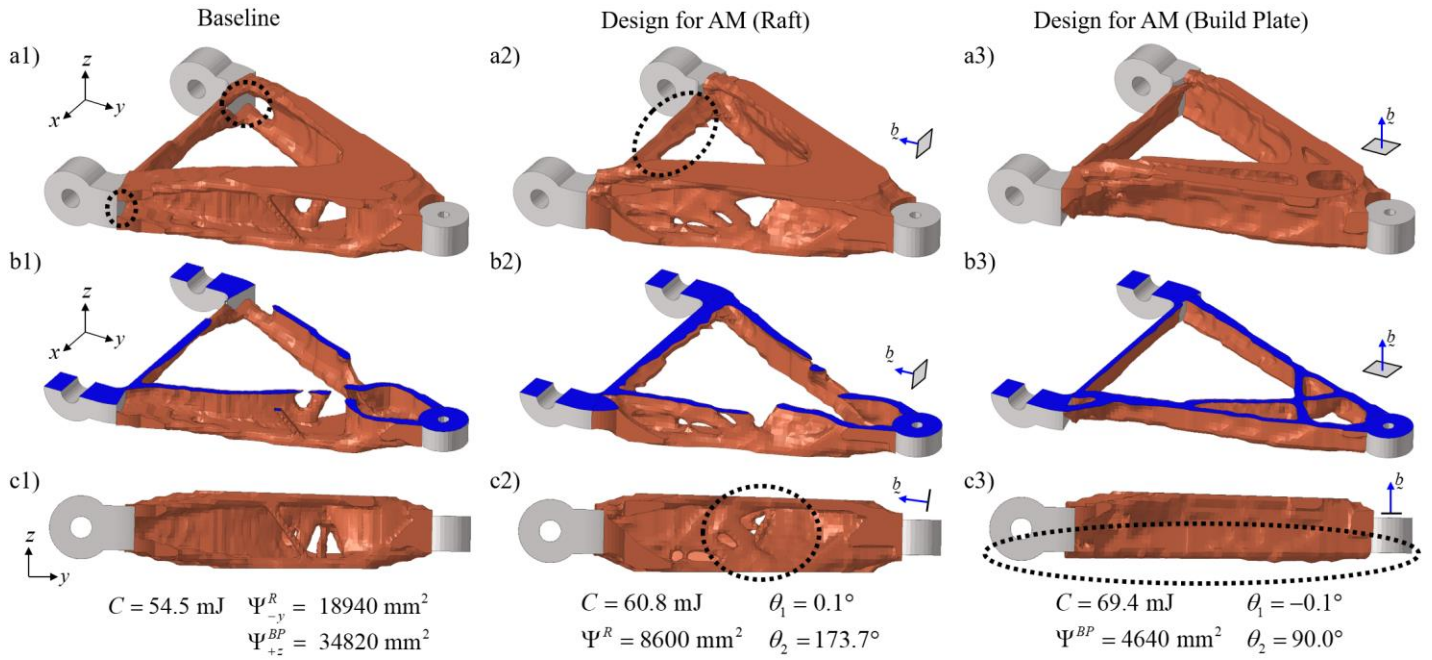 Baseline
Design for AM (Raft)
Design for AM (Build Plate)
a1)
a2)
a3)
z
y
x
b
b
b1)
b2)
b3)
z
y
x
b
b
c1)
c2)
c3)
z
y
b
b
C = 54.5 mJ Ψ^R_{-y} = 18940 mm²
Ψ^{BP}_{+z} = 34820 mm²
C = 60.8 mJ θ₁ = 0.1°
Ψ^R = 8600 mm² θ₂ = 173.7°
C = 69.4 mJ θ₁ = −0.1°
Ψ^{BP} = 4640 mm² θ₂ = 90.0°